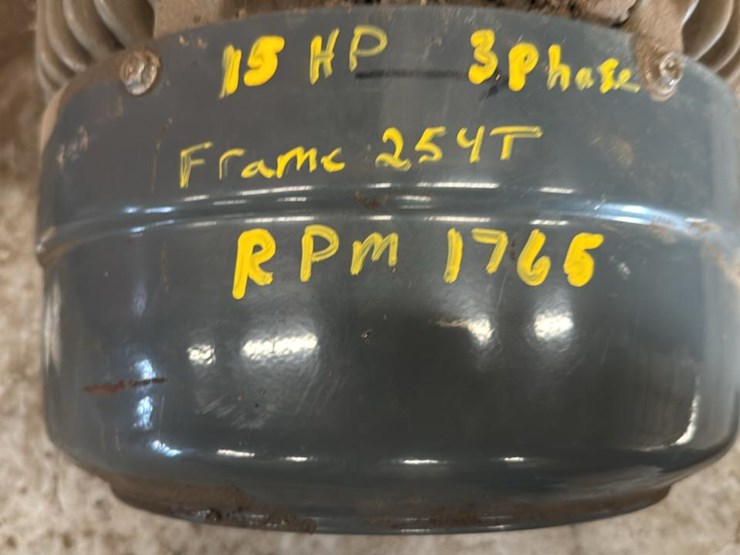 15 HP 3 Phase
Frame 254T
RPM 1765